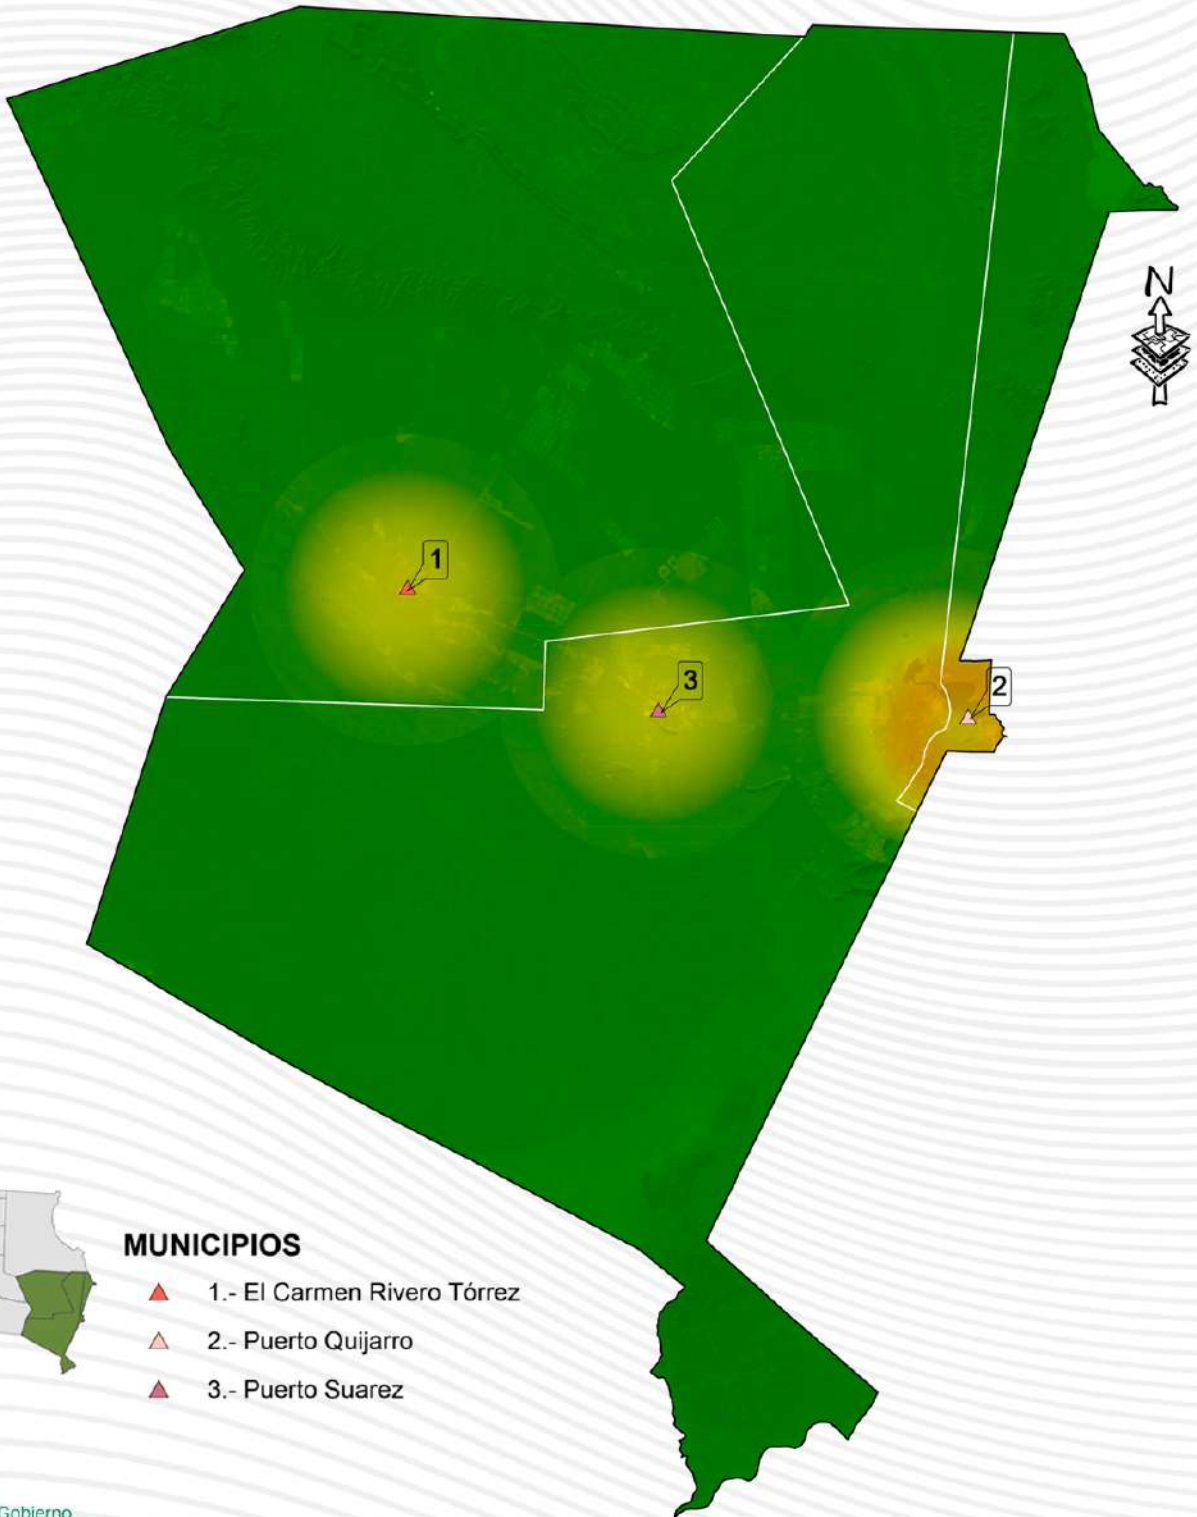 N
1
3
2
MUNICIPIOS
1.- El Carmen Rivero Tórrez
2.- Puerto Quijarro
3.- Puerto Suarez
Gobierno